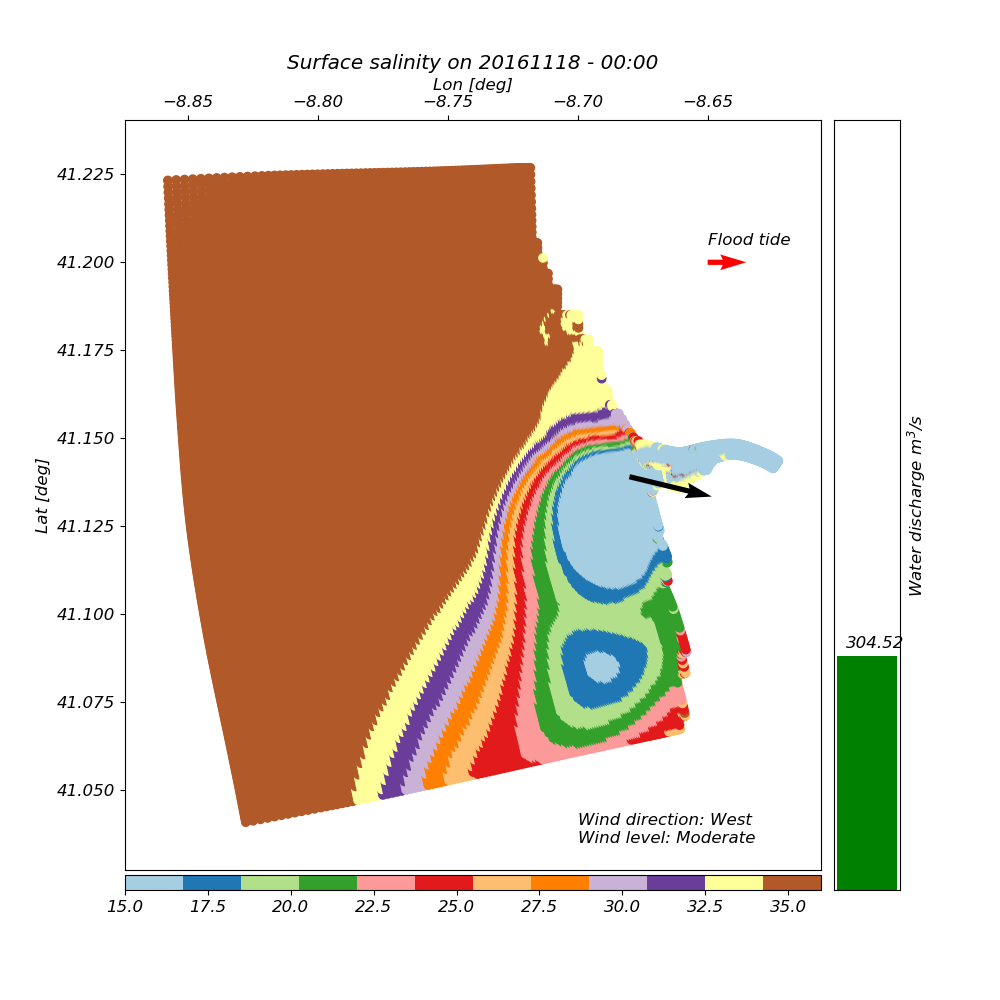 Surface salinity on 20161118 - 00:00
Lon [deg]
−8.85 −8.80 −8.75 −8.70 −8.65
41.225
41.200
41.175
41.150
41.125
41.100
41.075
41.050
Lat [deg]
Flood tide
Wind direction: West
Wind level: Moderate
304.52
Water discharge m³/s
15.0 17.5 20.0 22.5 25.0 27.5 30.0 32.5 35.0